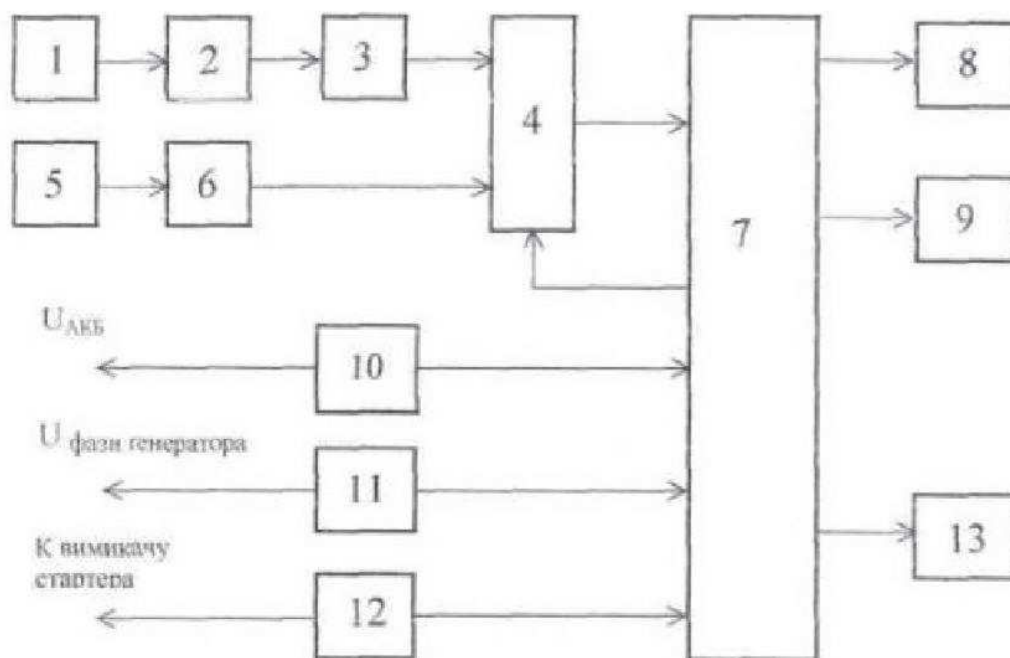 1 2 3 4 8
5 6 7 9
U АКБ
10
U фази генератора
11
К вимикачу
стартера
12 13